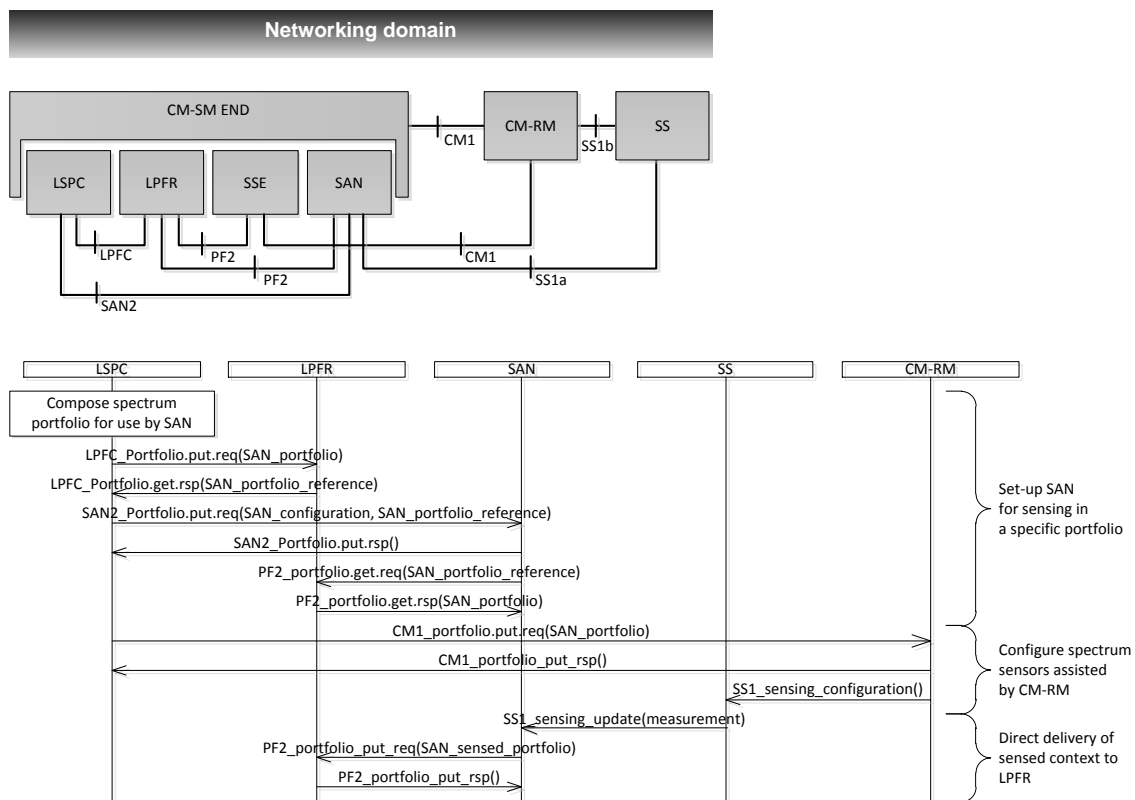 Networking domain
CM-SM END
CM-RM
SS
CM1
SS1b
LSPC
LPFR
SSE
SAN
LPFC
PF2
CM1
PF2
SS1a
SAN2
LSPC
LPFR
SAN
SS
CM-RM
Compose spectrum
portfolio for use by SAN
LPFC_Portfolio.put.req(SAN_portfolio)
LPFC_Portfolio.get.rsp(SAN_portfolio_reference)
SAN2_Portfolio.put.req(SAN_configuration, SAN_portfolio_reference)
SAN2_Portfolio.put.rsp()
PF2_portfolio.get.req(SAN_portfolio_reference)
PF2_portfolio.get.rsp(SAN_portfolio)
Set-up SAN
for sensing in
a specific portfolio
CM1_portfolio.put.req(SAN_portfolio)
CM1_portfolio_put_rsp()
SS1_sensing_configuration()
Configure spectrum
sensors assisted
by CM-RM
SS1_sensing_update(measurement)
PF2_portfolio_put_req(SAN_sensed_portfolio)
PF2_portfolio_put_rsp()
Direct delivery of
sensed context to
LPFR